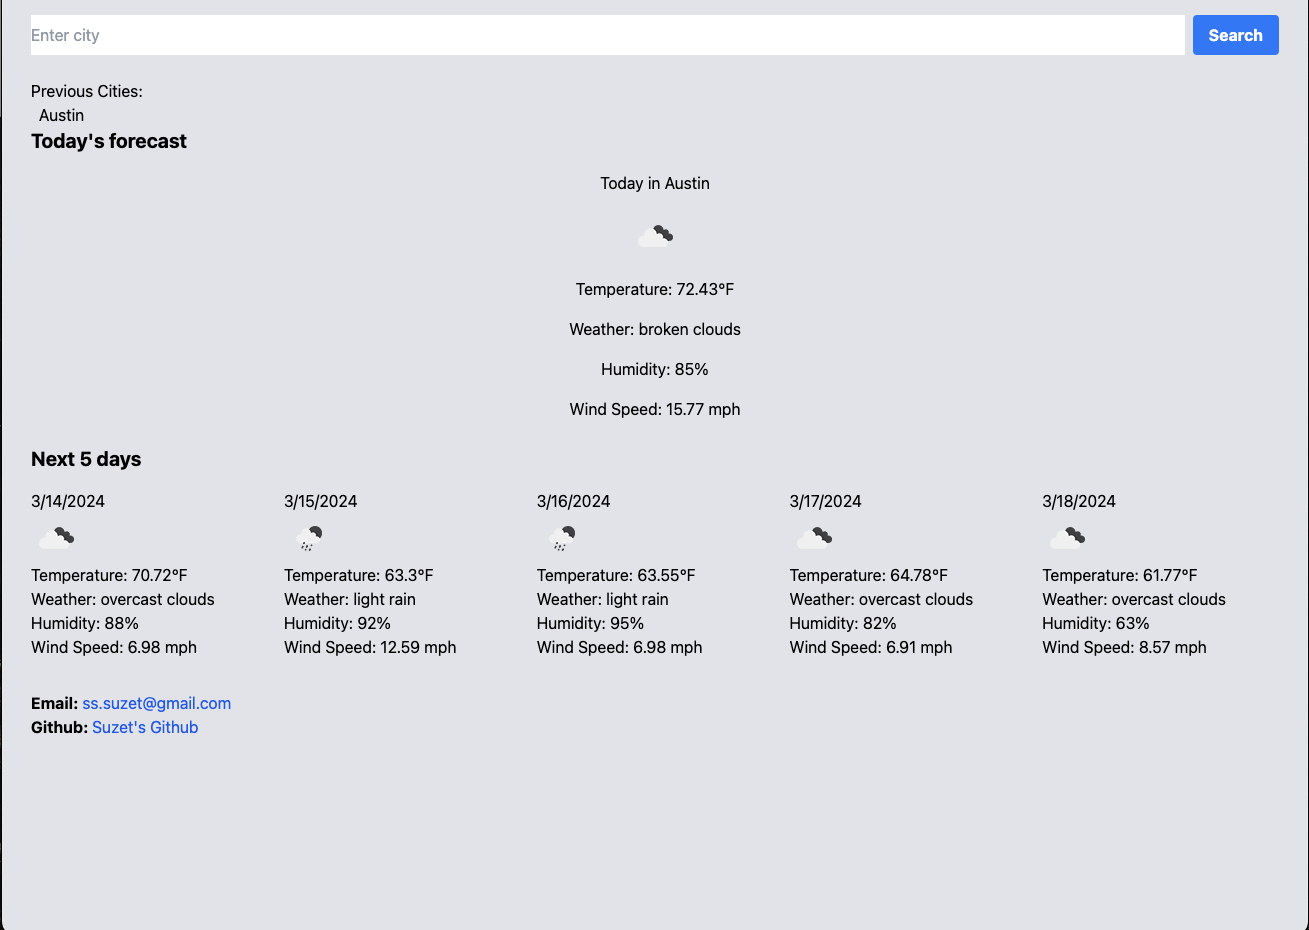 Enter city
Search
Previous Cities:
Austin
Today's forecast
Today in Austin
Temperature: 72.43°F
Weather: broken clouds
Humidity: 85%
Wind Speed: 15.77 mph
Next 5 days
3/14/2024
Temperature: 70.72°F
Weather: overcast clouds
Humidity: 88%
Wind Speed: 6.98 mph
3/15/2024
Temperature: 63.3°F
Weather: light rain
Humidity: 92%
Wind Speed: 12.59 mph
3/16/2024
Temperature: 63.55°F
Weather: light rain
Humidity: 95%
Wind Speed: 6.98 mph
3/17/2024
Temperature: 64.78°F
Weather: overcast clouds
Humidity: 82%
Wind Speed: 6.91 mph
3/18/2024
Temperature: 61.77°F
Weather: overcast clouds
Humidity: 63%
Wind Speed: 8.57 mph
Email: ss.suzet@gmail.com
Github: Suzet's Github